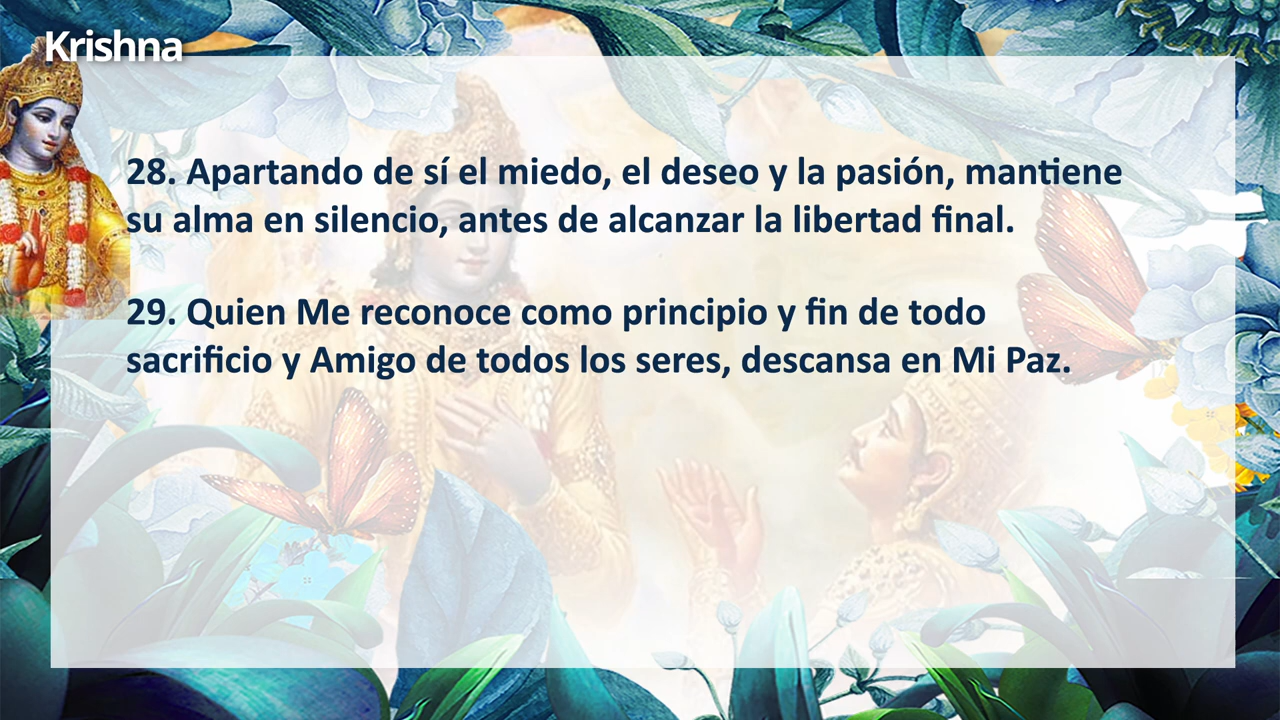 Krishna
28. Apartando de sí el miedo, el deseo y la pasión, mantiene
su alma en silencio, antes de alcanzar la libertad final.
29. Quien Me reconoce como principio y fin de todo
sacrificio y Amigo de todos los seres, descansa en Mi Paz.